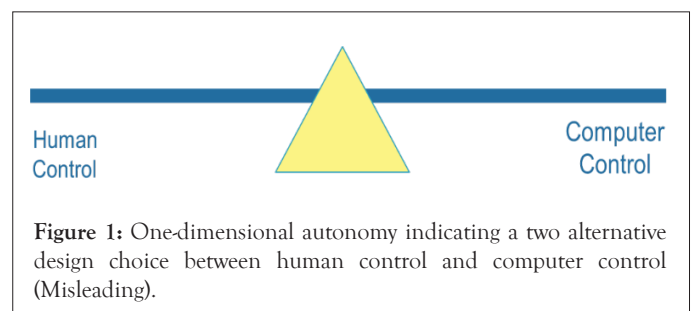 Human
Control
Computer
Control
Figure 1: One-dimensional autonomy indicating a two alternative
design choice between human control and computer control
(Misleading).